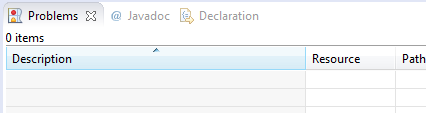 Problems @ Javadoc Declaration
0 items
Description Resource Path